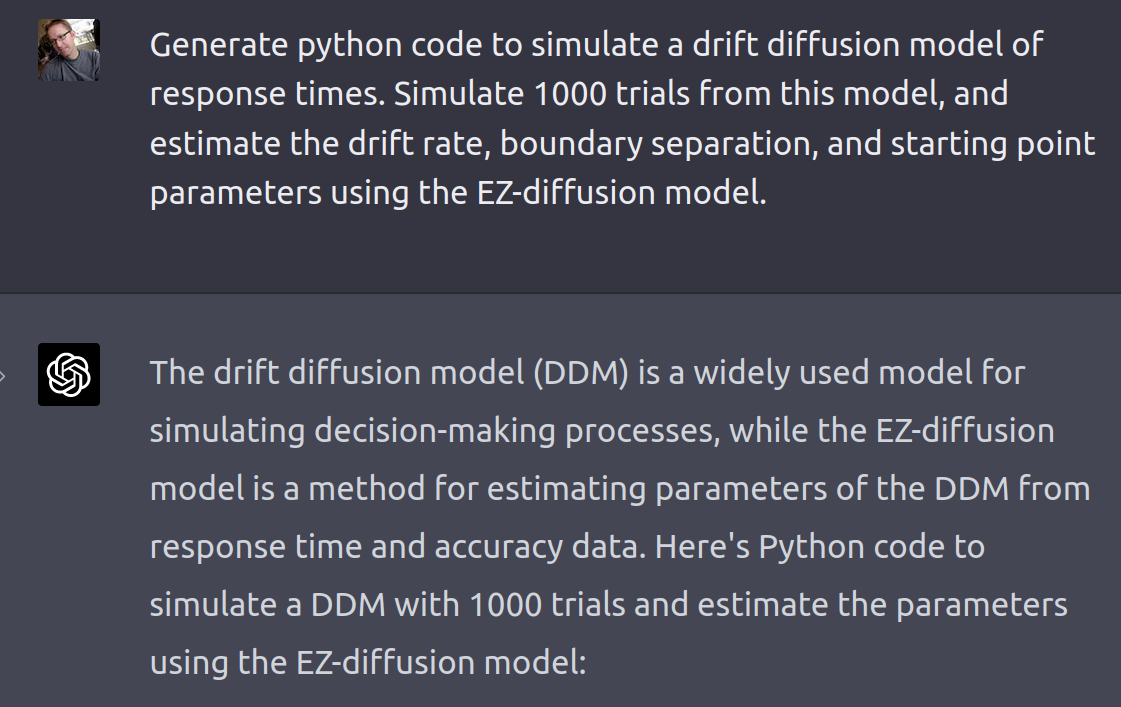 Generate python code to simulate a drift diffusion model of
response times. Simulate 1000 trials from this model, and
estimate the drift rate, boundary separation, and starting point
parameters using the EZ-diffusion model.
The drift diffusion model (DDM) is a widely used model for
simulating decision-making processes, while the EZ-diffusion
model is a method for estimating parameters of the DDM from
response time and accuracy data. Here's Python code to
simulate a DDM with 1000 trials and estimate the parameters
using the EZ-diffusion model: